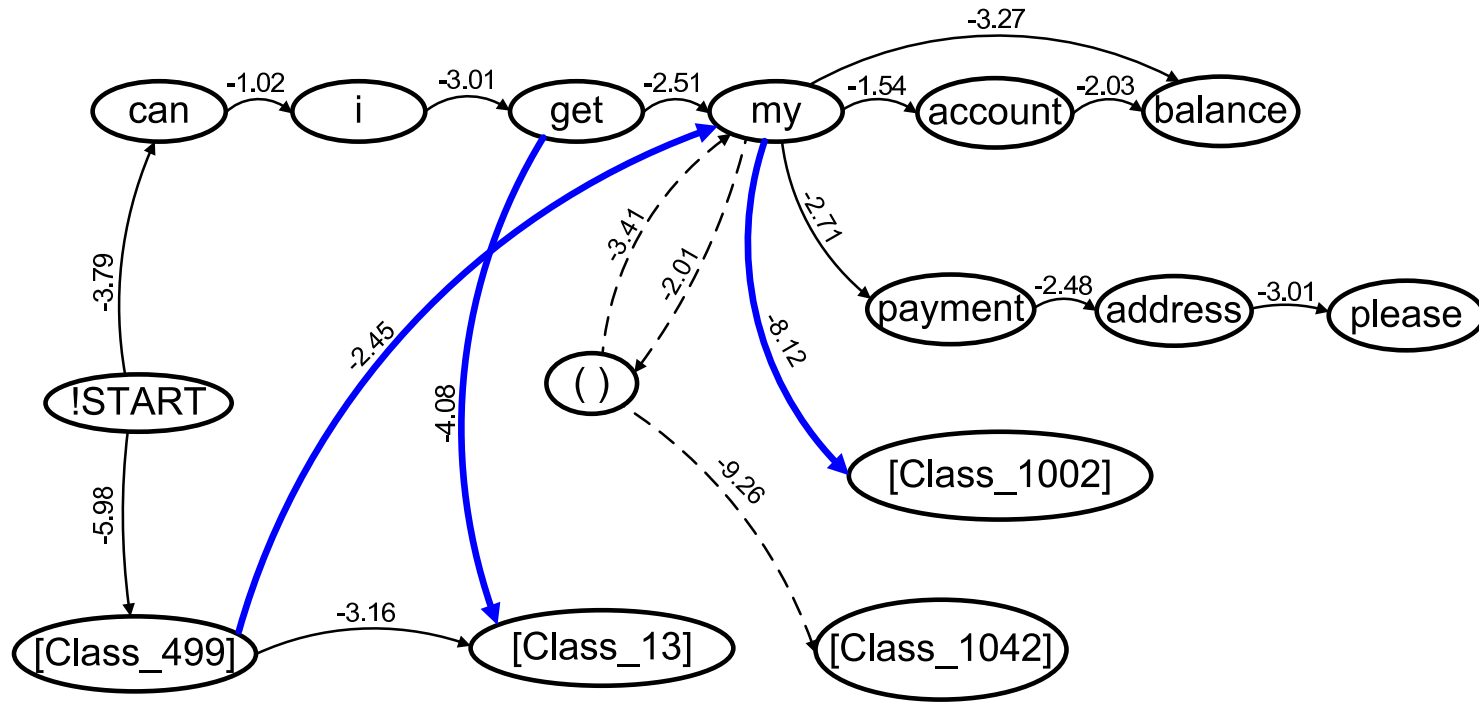 -3.27
-1.02
-3.01
-2.51
-1.54
-2.03
can
i
get
my
account
balance
-3.79
-3.41
-2.01
-2.71
-2.48
-3.01
payment
address
please
-2.45
-8.12
!START
( )
-4.08
-9.26
[Class_1002]
-5.98
-3.16
[Class_499]
[Class_13]
[Class_1042]